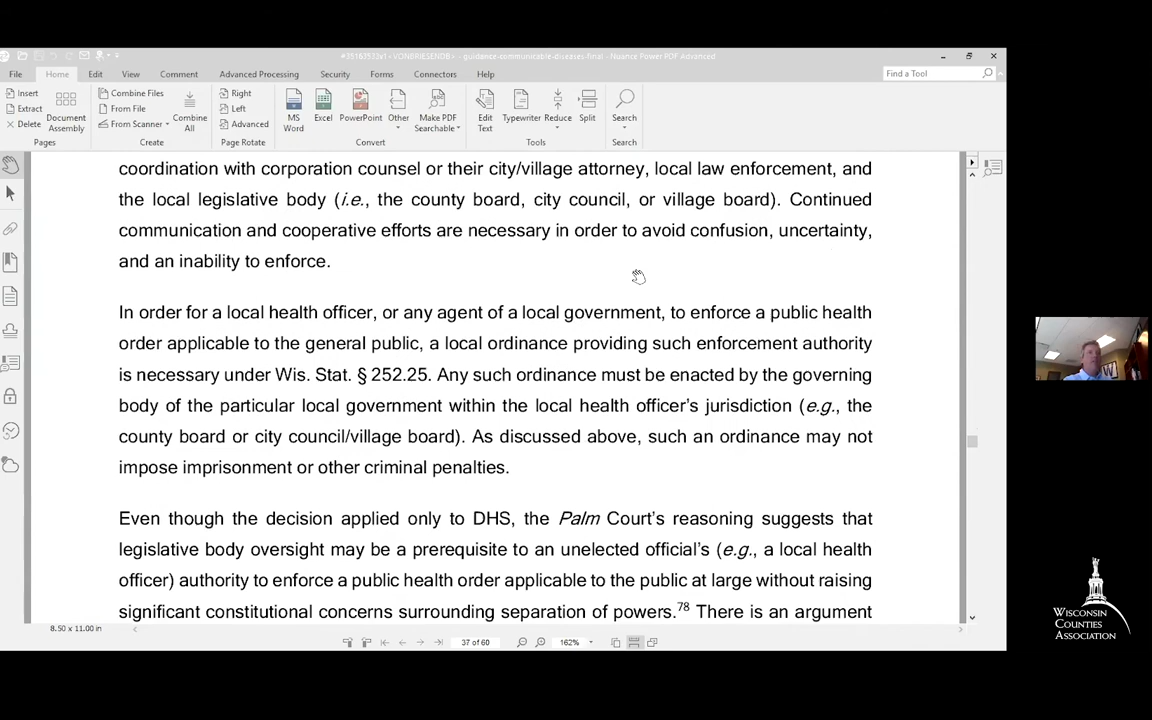 #35163533v1<VONBRIESENDB> - guidance-communicable-diseases-final - Nuance Power PDF Advanced
File Home Edit View Comment Advanced Processing Security Forms Connectors Help
Find a Tool
Insert
Extract
Delete
Document Assembly
Pages
Combine Files
From File
From Scanner
Combine All
Create
Right
Left
Advanced
Page Rotate
MS Word
Excel
PowerPoint
Other
Make PDF Searchable
Convert
Edit Text
Typewriter
Reduce
Split
Tools
Search
Search
coordination with corporation counsel or their city/village attorney, local law enforcement, and
the local legislative body (i.e., the county board, city council, or village board). Continued
communication and cooperative efforts are necessary in order to avoid confusion, uncertainty,
and an inability to enforce.
In order for a local health officer, or any agent of a local government, to enforce a public health
order applicable to the general public, a local ordinance providing such enforcement authority
is necessary under Wis. Stat. § 252.25. Any such ordinance must be enacted by the governing
body of the particular local government within the local health officer's jurisdiction (e.g., the
county board or city council/village board). As discussed above, such an ordinance may not
impose imprisonment or other criminal penalties.
Even though the decision applied only to DHS, the Palm Court's reasoning suggests that
legislative body oversight may be a prerequisite to an unelected official's (e.g., a local health
officer) authority to enforce a public health order applicable to the public at large without raising
significant constitutional concerns surrounding separation of powers.78 There is an argument
8.50 x 11.00 in
37 of 60
162%
WISCONSIN
COUNTIES
ASSOCIATION